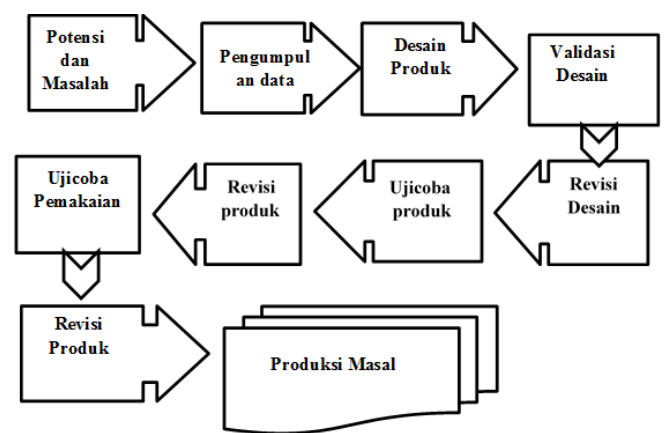 Potensi
dan
Masalah
Pengumpul
an data
Desain
Produk
Validasi
Desain
Revisi
Desain
Ujicoba
produk
Revisi
produk
Ujicoba
Pemakaian
Revisi
Produk
Produksi Masal